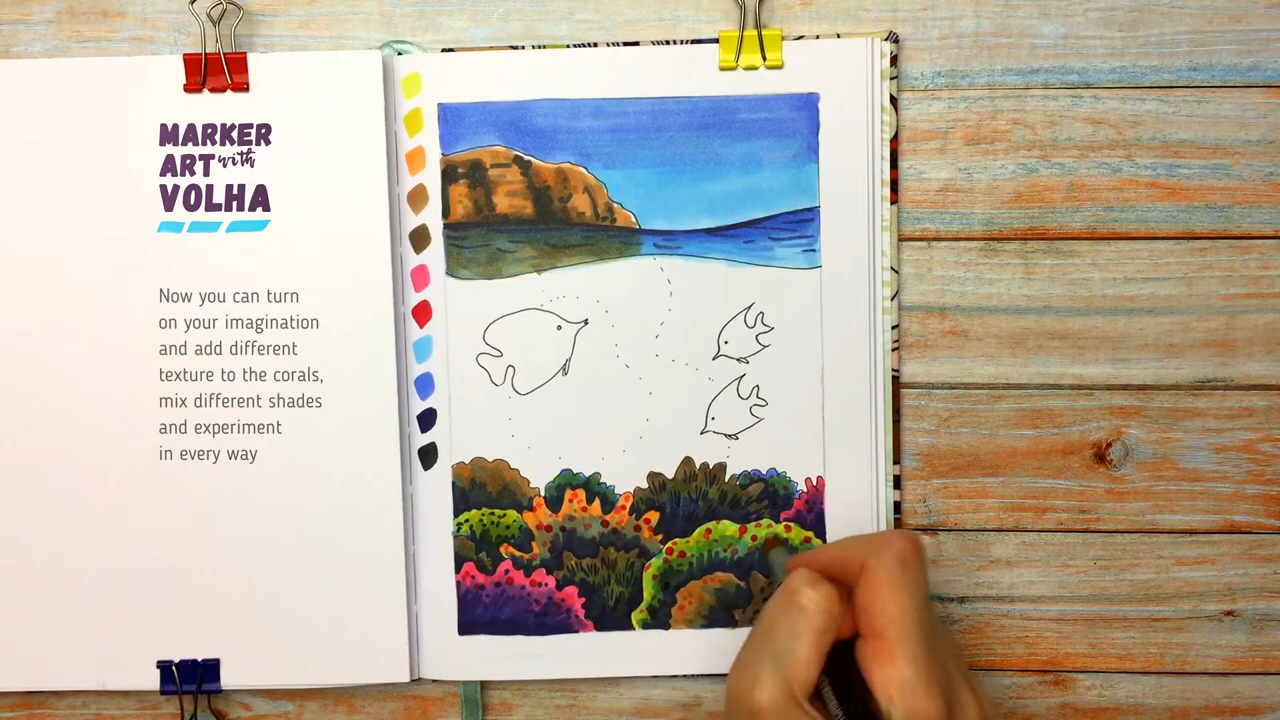 MARKER
ART with
VOLHA
Now you can turn
on your imagination
and add different
texture to the corals,
mix different shades
and experiment
in every way